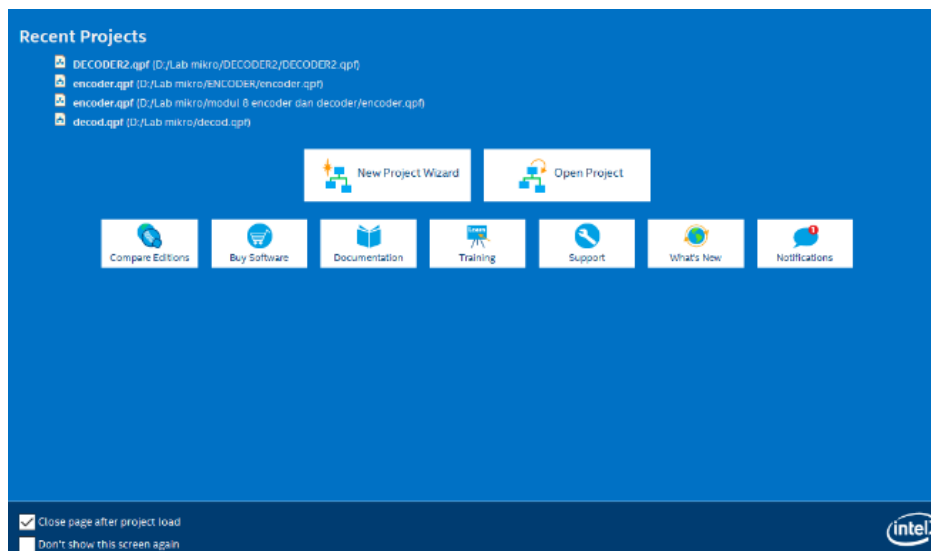 Recent Projects
DECODER2.qpf (D:/Lab mikro/DECODER2/DECODER2.qpf)
encoder.qpf (D:/Lab mikro/ENCODER/encoder.qpf)
encoder.qpf (D:/Lab mikro/modul 8 encoder dan decoder/encoder.qpf)
decod.qpf (D:/Lab mikro/decod.qpf)
New Project Wizard
Open Project
Learn
1
Compare Editions
Buy Software
Documentation
Training
Support
What's New
Notifications
Close page after project load
Don't show this screen again
intel